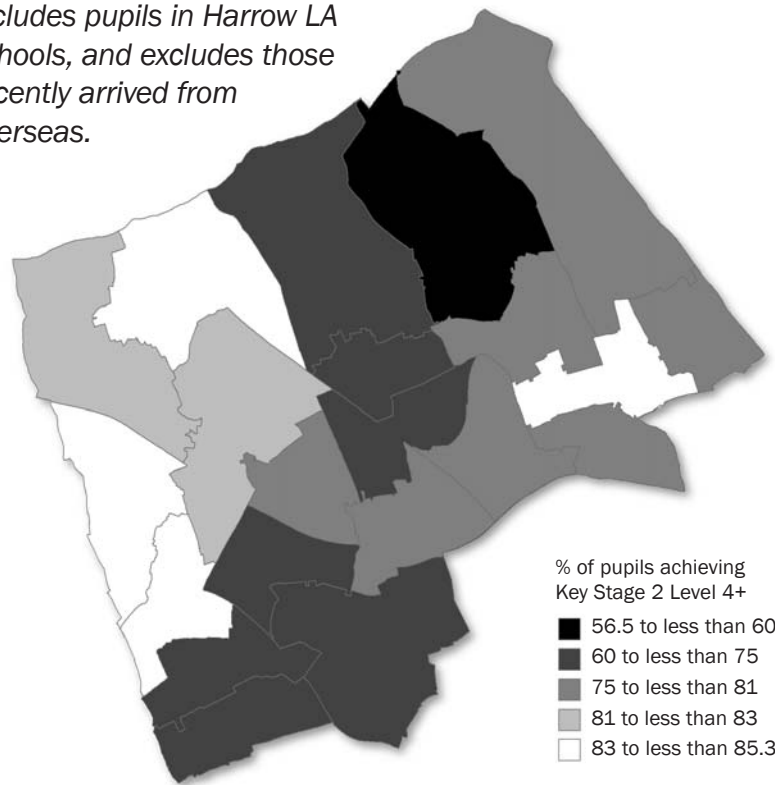 cludes pupils in Harrow LA
hools, and excludes those
cently arrived from
erseas.
% of pupils achieving
Key Stage 2 Level 4+
56.5 to less than 60
60 to less than 75
75 to less than 81
81 to less than 83
83 to less than 85.3